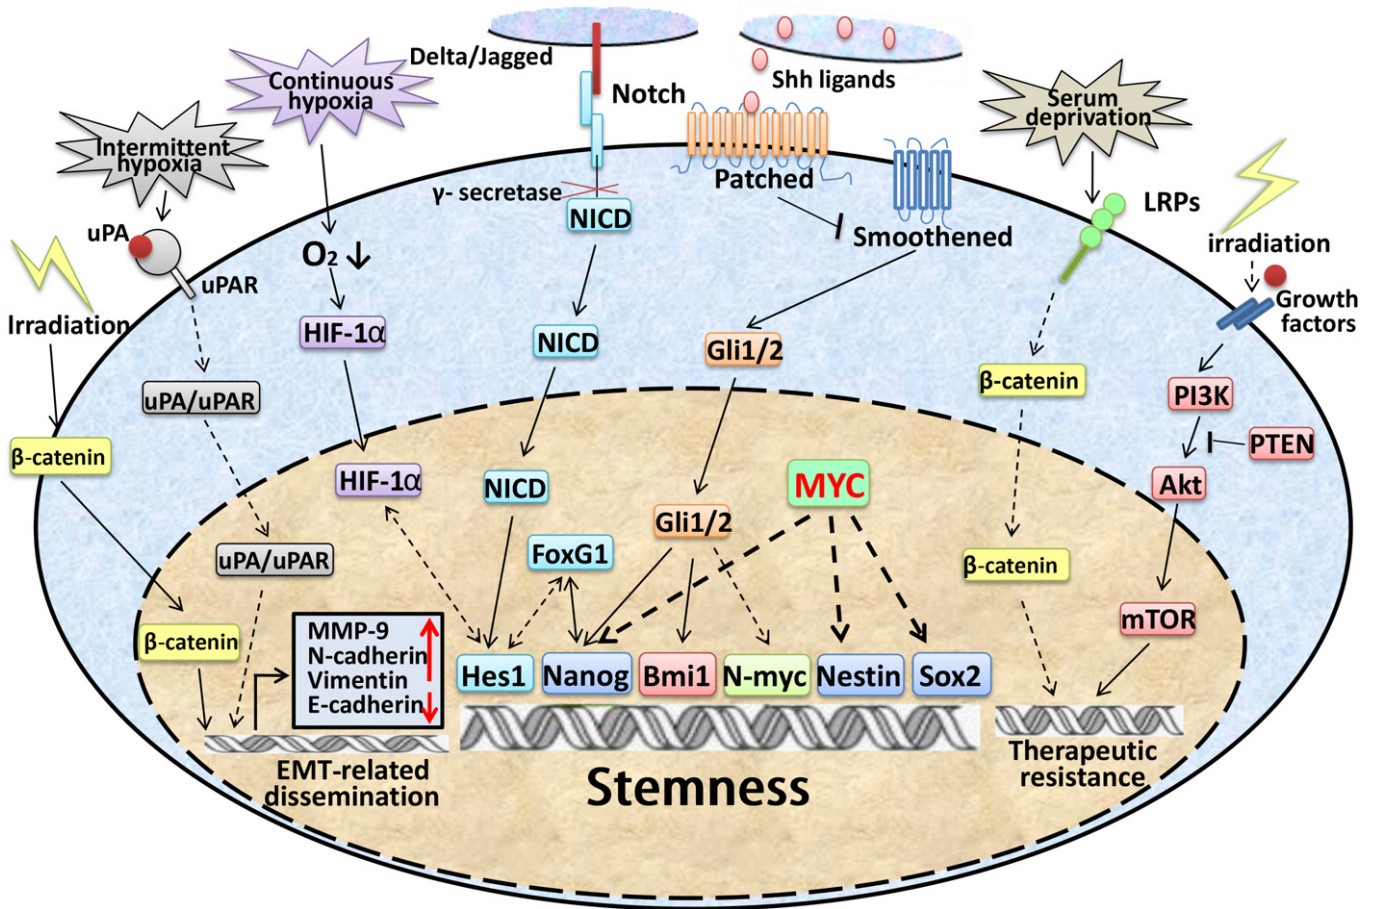 Delta/Jagged
Notch
Shh ligands
Continuous
hypoxia
Serum
deprivation
Intermittent
hypoxia
Patched
γ- secretase
NICD
LRPs
uPA
Smoothened
irradiation
O2 ↓
uPAR
Growth
factors
Irradiation
HIF-1α
NICD
Gli1/2
β-catenin
PI3K
uPA/uPAR
PTEN
β-catenin
HIF-1α
NICD
MYC
Akt
Gli1/2
FoxG1
uPA/uPAR
β-catenin
mTOR
β-catenin
MMP-9
N-cadherin
Vimentin
E-cadherin
Hes1
Nanog
Bmi1
N-myc
Nestin
Sox2
EMT-related
dissemination
Stemness
Therapeutic
resistance